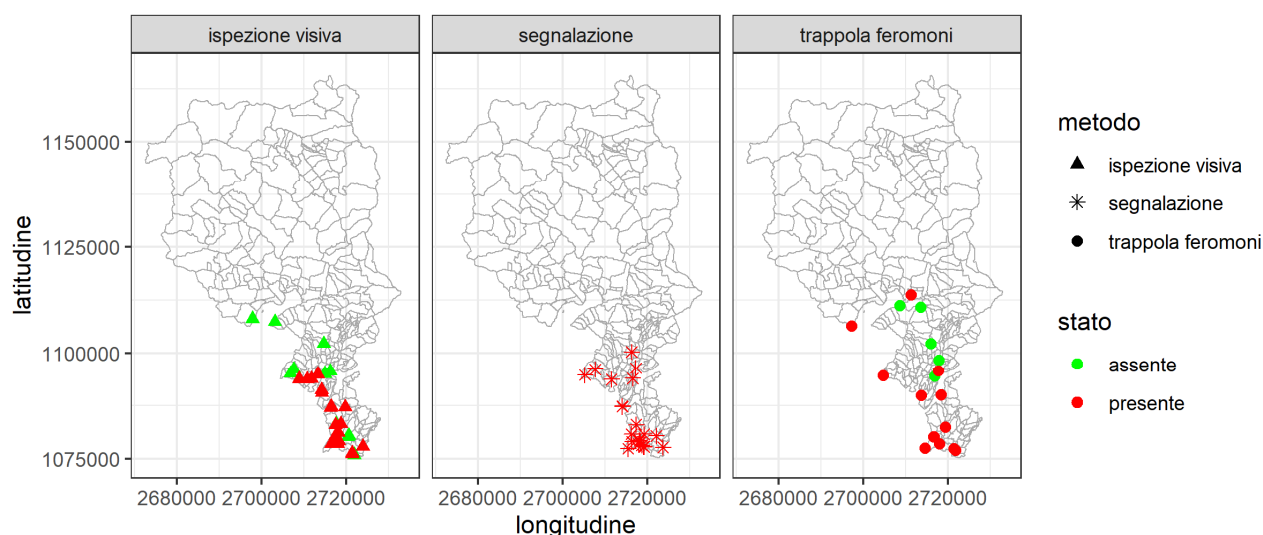 ispezione visiva
segnalazione
trappola feromoni
latitudine
1150000
1125000
1100000
1075000
2680000 2700000 2720000
2680000 2700000 2720000
2680000 2700000 2720000
longitudine
metodo
ispezione visiva
segnalazione
trappola feromoni
stato
assente
presente